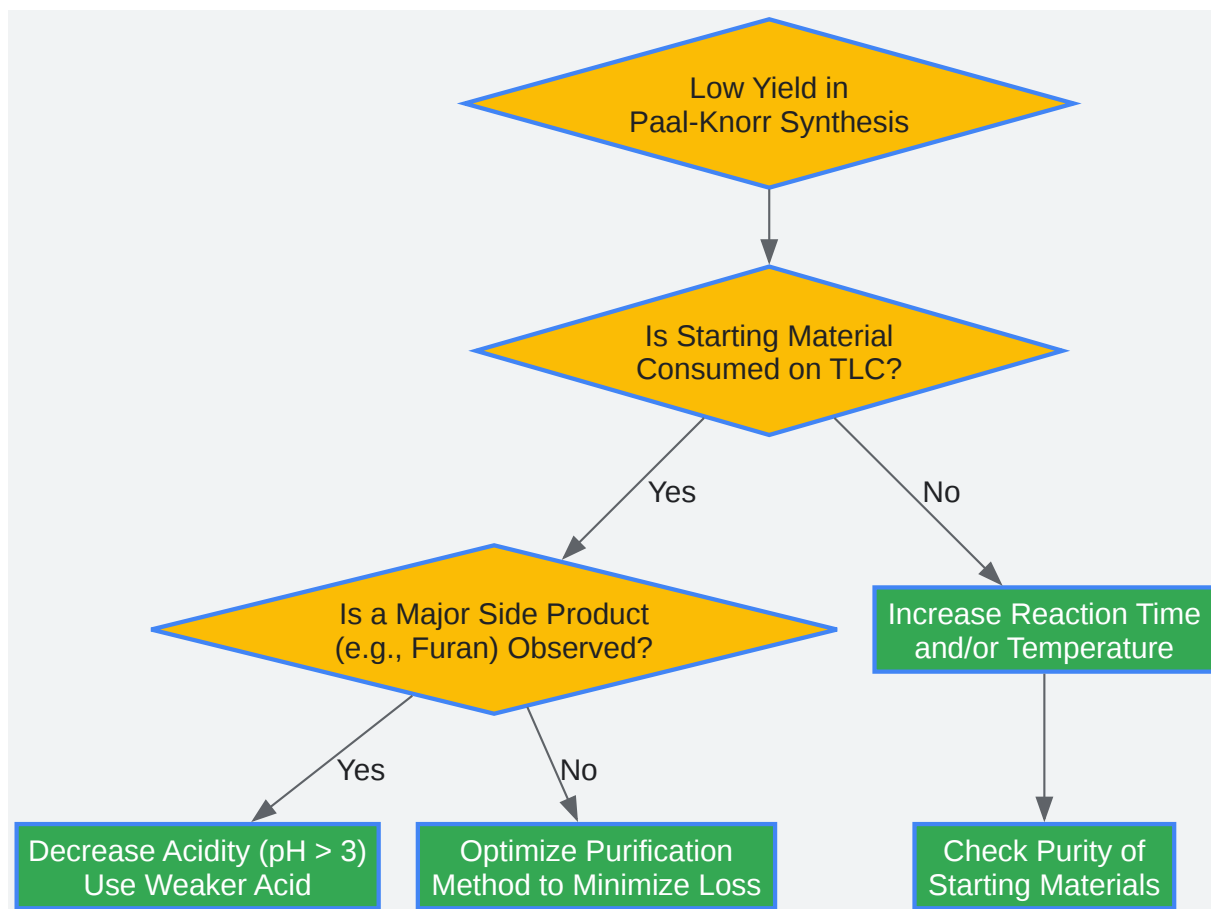 Low Yield in
Paal-Knorr Synthesis
Is Starting Material
Consumed on TLC?
Yes
No
Is a Major Side Product
(e.g., Furan) Observed?
Increase Reaction Time
and/or Temperature
Yes
No
Decrease Acidity (pH > 3)
Use Weaker Acid
Optimize Purification
Method to Minimize Loss
Check Purity of
Starting Materials